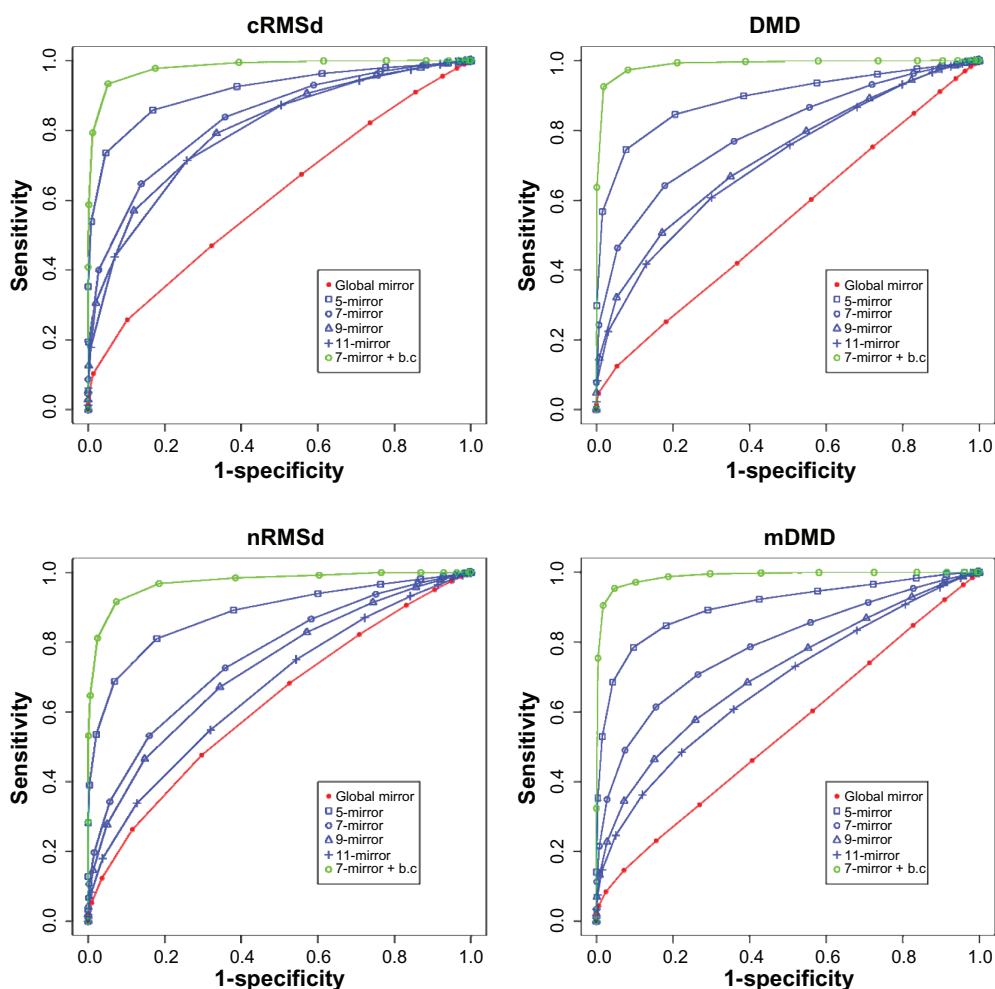 cRMSd
Sensitivity
1.0
0.8
0.6
0.4
0.2
0.0
Global mirror
5-mirror
7-mirror
9-mirror
11-mirror
7-mirror + b.c
0.0 0.2 0.4 0.6 0.8 1.0
1-specificity
DMD
Sensitivity
1.0
0.8
0.6
0.4
0.2
0.0
Global mirror
5-mirror
7-mirror
9-mirror
11-mirror
7-mirror + b.c
0.0 0.2 0.4 0.6 0.8 1.0
1-specificity
nRMSd
Sensitivity
1.0
0.8
0.6
0.4
0.2
0.0
Global mirror
5-mirror
7-mirror
9-mirror
11-mirror
7-mirror + b.c
0.0 0.2 0.4 0.6 0.8 1.0
1-specificity
mDMD
Sensitivity
1.0
0.8
0.6
0.4
0.2
0.0
Global mirror
5-mirror
7-mirror
9-mirror
11-mirror
7-mirror + b.c
0.0 0.2 0.4 0.6 0.8 1.0
1-specificity